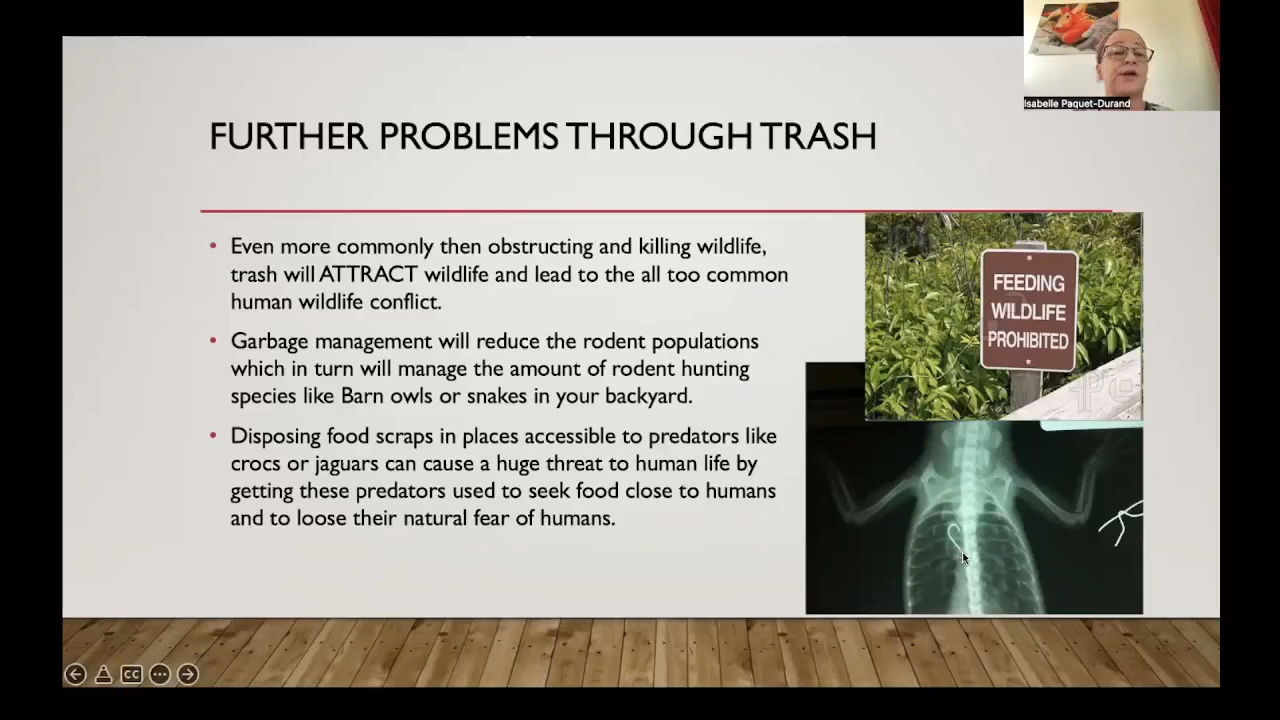 Isabelle Paquet-Durand
FURTHER PROBLEMS THROUGH TRASH
• Even more commonly then obstructing and killing wildlife,
trash will ATTRACT wildlife and lead to the all too common
human wildlife conflict.
• Garbage management will reduce the rodent populations
which in turn will manage the amount of rodent hunting
species like Barn owls or snakes in your backyard.
• Disposing food scraps in places accessible to predators like
crocs or jaguars can cause a huge threat to human life by
getting these predators used to seek food close to humans
and to loose their natural fear of humans.
FEEDING
WILDLIFE
PROHIBITED
CC